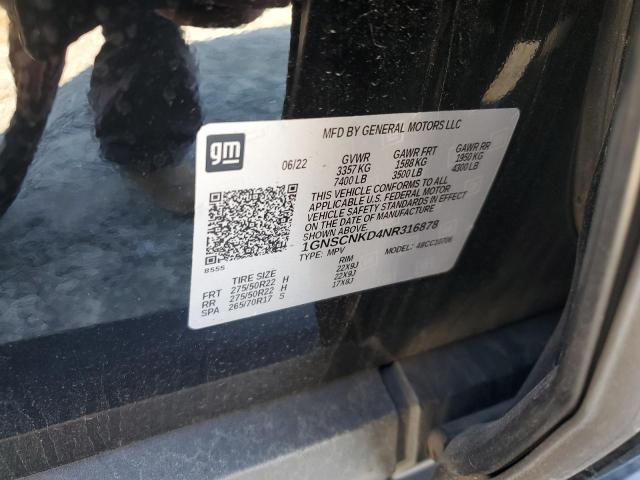 gm
MFD BY GENERAL MOTORS LLC
06/22 GVWR GAWR FRT GAWR RR
3357 KG 1588 KG 1950 KG
7400 LB 3500 LB 4300 LB
THIS VEHICLE CONFORMS TO ALL
APPLICABLE U.S. FEDERAL MOTOR
VEHICLE SAFETY STANDARDS IN EFFECT
ON THE DATE OF MANUFACTURE
SHOWN ABOVE.
1GNSCNKD4NR316878
8555
TYPE: MPV MODEL:
TIRE SIZE RIM
FRT 275/50R22 H 22X9J
RR 275/50R22 H 22X9J
SPA 265/70R17 S 17X8J